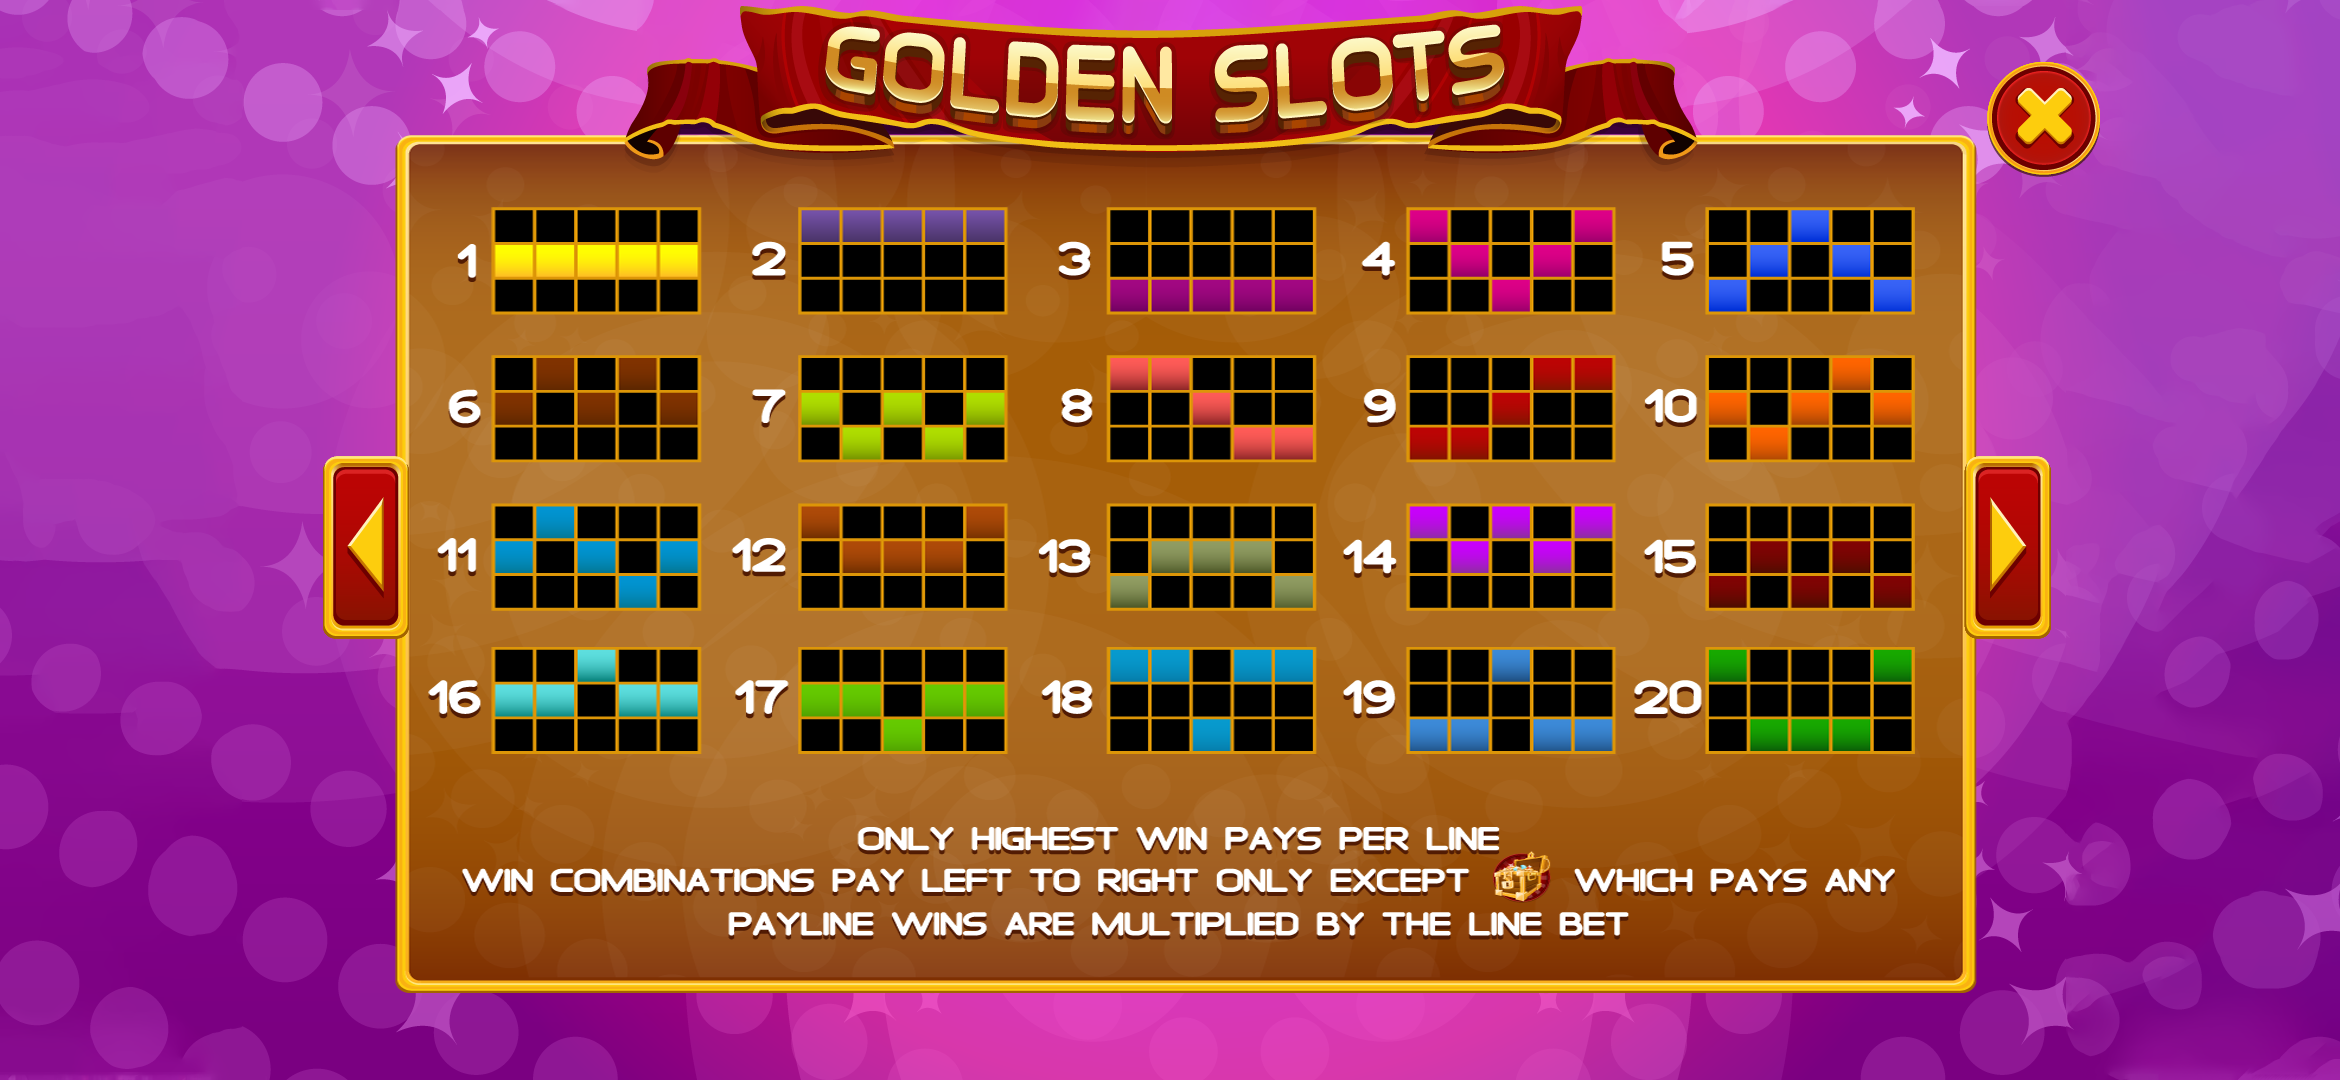 GOLDEN SLOTS
1 2 3 4 5
6 7 8 9 10
11 12 13 14 15
16 17 18 19 20
ONLY HIGHEST WIN PAYS PER LINE
WIN COMBINATIONS PAY LEFT TO RIGHT ONLY EXCEPT WHICH PAYS ANY
PAYLINE WINS ARE MULTIPLIED BY THE LINE BET